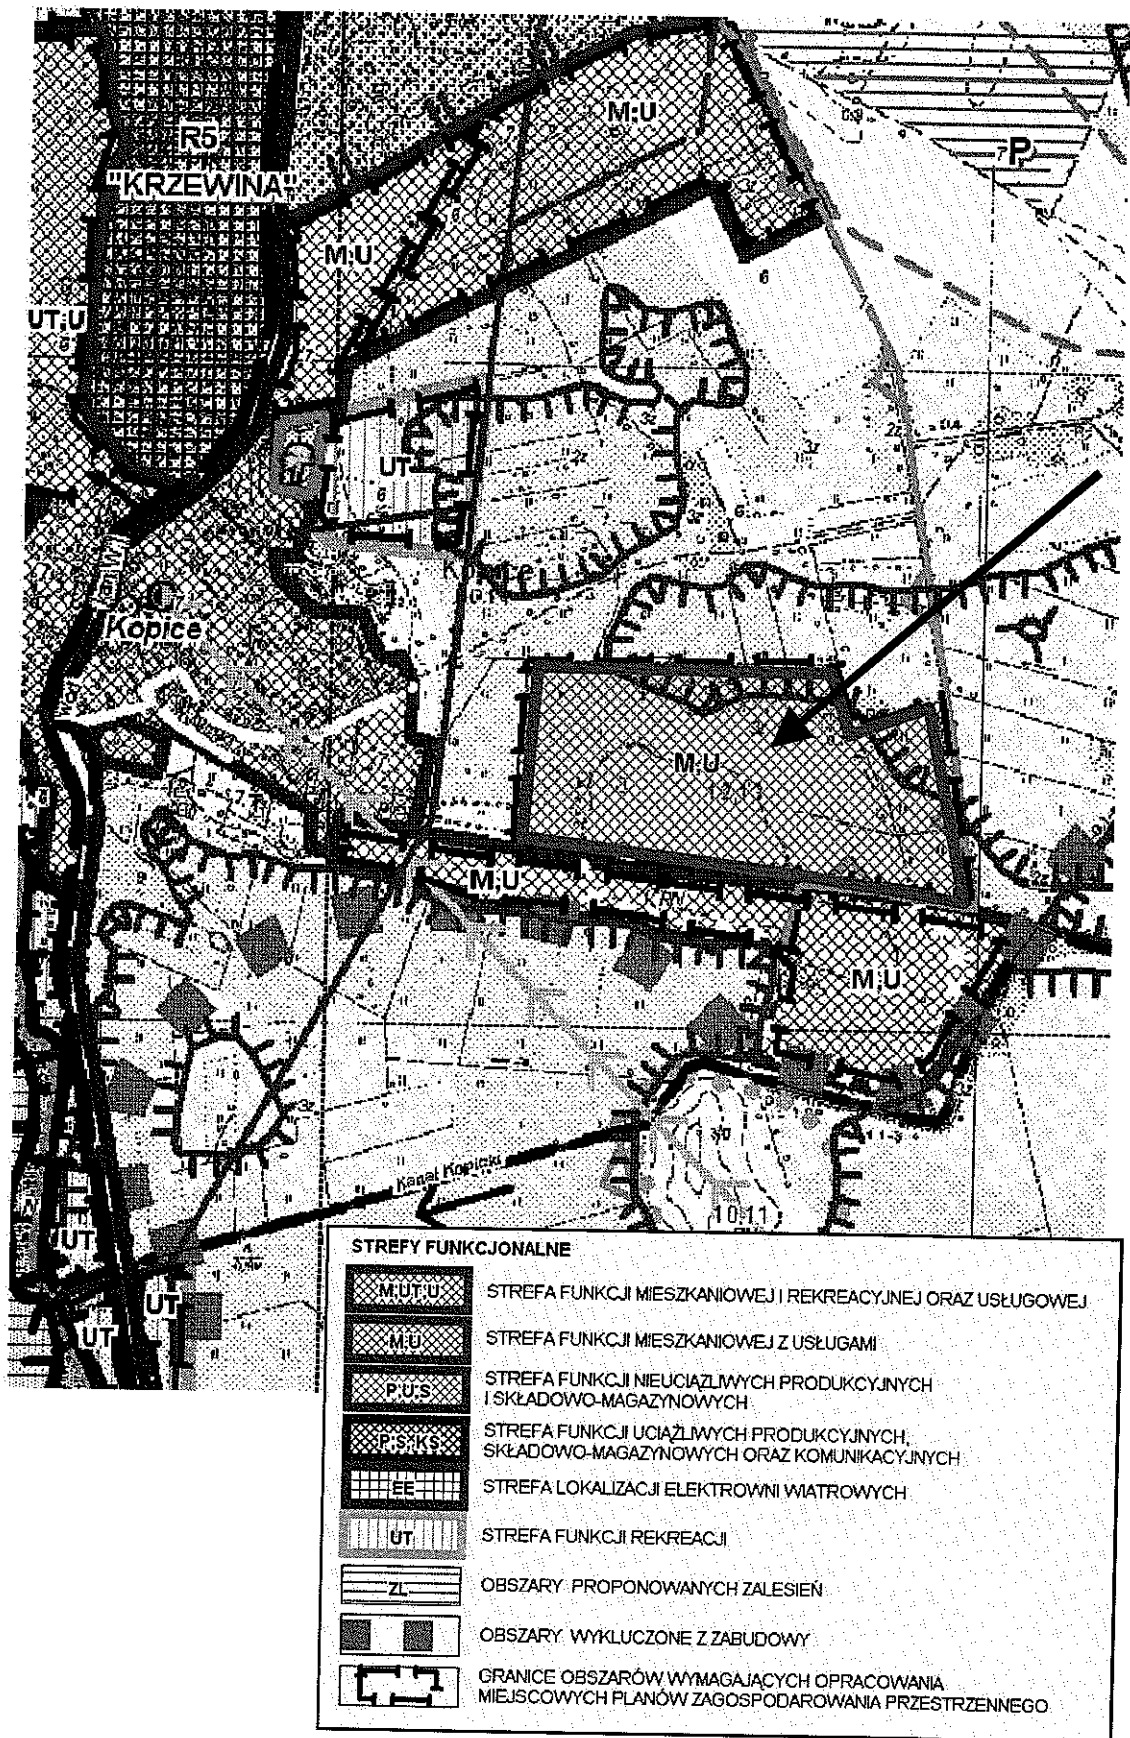 M;U
R5
"KRZEWINA"
P
M;U
UT;U
UT
Kopice
M;U
M;U
M;U
Kanał Kopicki
10.11
UT
UT
UT
STREFY FUNKCJONALNE
M;UT;U STREFA FUNKCJI MIESZKANIOWEJ I REKREACYJNEJ ORAZ USŁUGOWEJ
M;U STREFA FUNKCJI MIESZKANIOWEJ Z USŁUGAMI
P;U;S STREFA FUNKCJI NIEUCIĄŻLIWYCH PRODUKCYJNYCH
I SKŁADOWO-MAGAZYNOWYCH
P;S;KS STREFA FUNKCJI UCIĄŻLIWYCH PRODUKCYJNYCH,
SKŁADOWO-MAGAZYNOWYCH ORAZ KOMUNIKACYJNYCH
EE STREFA LOKALIZACJI ELEKTROWNI WIATROWYCH
UT STREFA FUNKCJI REKREACJI
ZL OBSZARY PROPONOWANYCH ZALESIEŃ
OBSZARY WYKLUCZONE Z ZABUDOWY
GRANICE OBSZARÓW WYMAGAJĄCYCH OPRACOWANIA
MIEJSCOWYCH PLANÓW ZAGOSPODAROWANIA PRZESTRZENNEGO